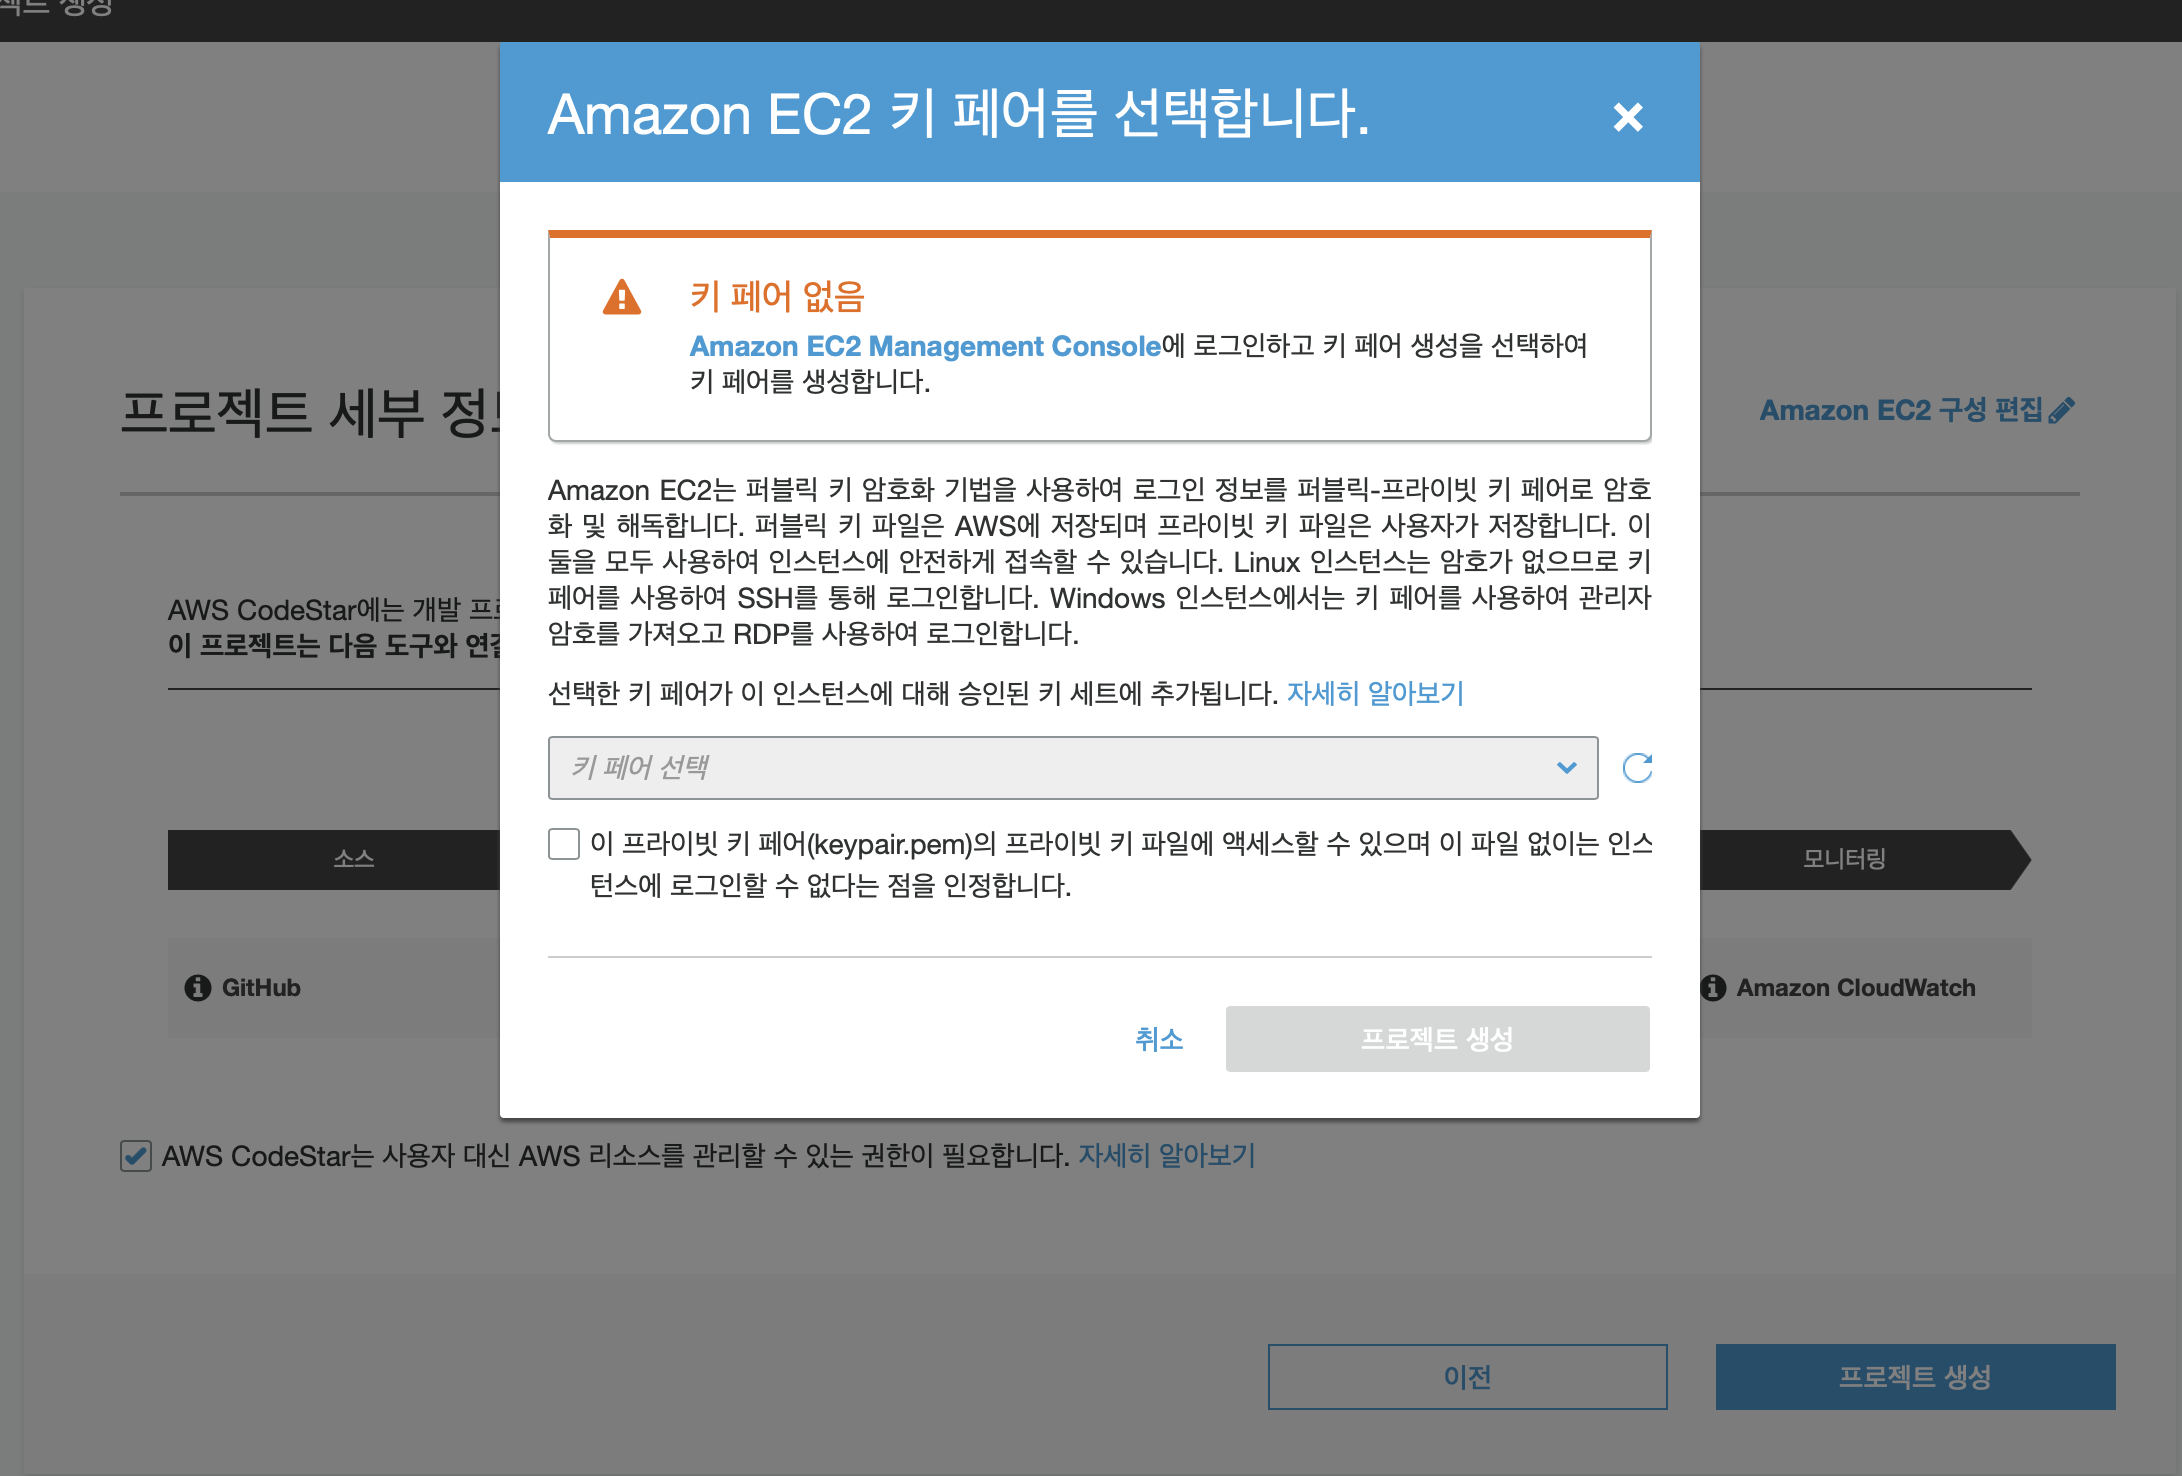 생성
Amazon EC2 키 페어를 선택합니다.
키 페어 없음
Amazon EC2 Management Console에 로그인하고 키 페어 생성을 선택하여
키 페어를 생성합니다.
프로젝트 세부
Amazon EC2 구성 편집
Amazon EC2는 퍼블릭 키 암호화 기법을 사용하여 로그인 정보를 퍼블릭-프라이빗 키 페어로 암호
화 및 해독합니다. 퍼블릭 키 파일은 AWS에 저장되며 프라이빗 키 파일은 사용자가 저장합니다. 이
둘을 모두 사용하여 인스턴스에 안전하게 접속할 수 있습니다. Linux 인스턴스는 암호가 없으므로 키
페어를 사용하여 SSH를 통해 로그인합니다. Windows 인스턴스에서는 키 페어를 사용하여 관리자
암호를 가져오고 RDP를 사용하여 로그인합니다.
AWS CodeStar에는 개발
이 프로젝트는 다음 도구와
선택한 키 페어가 이 인스턴스에 대해 승인된 키 세트에 추가됩니다. 자세히 알아보기
키 페어 선택
이 프라이빗 키 페어(keypair.pem)의 프라이빗 키 파일에 액세스할 수 있으며 이 파일 없이는 인스
턴스에 로그인할 수 없다는 점을 인정합니다.
소스
모니터링
GitHub
Amazon CloudWatch
취소
프로젝트 생성
AWS CodeStar는 사용자 대신 AWS 리소스를 관리할 수 있는 권한이 필요합니다. 자세히 알아보기
이전
프로젝트 생성